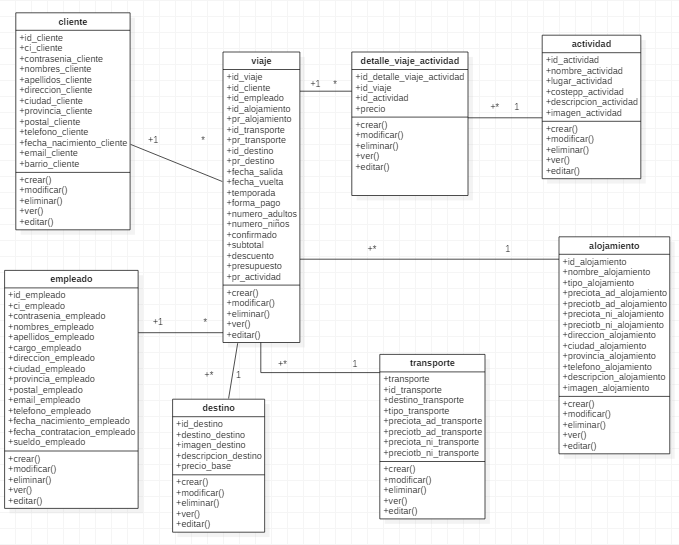 cliente
+id_cliente
+ci_cliente
+contrasenia_cliente
+nombres_cliente
+apellidos_cliente
+direccion_cliente
+ciudad_cliente
+provincia_cliente
+postal_cliente
+telefono_cliente
+fecha_nacimiento_cliente
+email_cliente
+barrio_cliente
+crear()
+modificar()
+eliminar()
+ver()
+editar()
+1
*
viaje
+id_viaje
+id_cliente
+id_empleado
+id_alojamiento
+pr_alojamiento
+id_transporte
+pr_transporte
+id_destino
+pr_destino
+fecha_salida
+fecha_vuelta
+temporada
+forma_pago
+numero_adultos
+numero_niños
+confirmado
+subtotal
+descuento
+presupuesto
+pr_actividad
+crear()
+modificar()
+eliminar()
+ver()
+editar()
+1
*
detalle_viaje_actividad
+id_detalle_viaje_actividad
+id_viaje
+id_actividad
+precio
+crear()
+modificar()
+eliminar()
+ver()
+editar()
+*
1
actividad
+id_actividad
+nombre_actividad
+lugar_actividad
+costepp_actividad
+descripcion_actividad
+imagen_actividad
+crear()
+modificar()
+eliminar()
+ver()
+editar()
+*
1
alojamiento
+id_alojamiento
+nombre_alojamiento
+tipo_alojamiento
+preciota_ad_alojamiento
+preciotb_ad_alojamiento
+preciota_ni_alojamiento
+preciotb_ni_alojamiento
+direccion_alojamiento
+ciudad_alojamiento
+provincia_alojamiento
+telefono_alojamiento
+descripcion_alojamiento
+imagen_alojamiento
+crear()
+modificar()
+eliminar()
+ver()
+editar()
empleado
+id_empleado
+ci_empleado
+contrasenia_empleado
+nombres_empleado
+apellidos_empleado
+cargo_empleado
+direccion_empleado
+ciudad_empleado
+provincia_empleado
+postal_empleado
+email_empleado
+telefono_empleado
+fecha_nacimiento_empleado
+fecha_contratacion_empleado
+sueldo_empleado
+crear()
+modificar()
+eliminar()
+ver()
+editar()
+1
*
+*
1
destino
+id_destino
+destino_destino
+imagen_destino
+descripcion_destino
+precio_base
+crear()
+modificar()
+eliminar()
+ver()
+editar()
+*
1
transporte
+transporte
+id_transporte
+destino_transporte
+tipo_transporte
+preciota_ad_transporte
+preciotb_ad_transporte
+preciota_ni_transporte
+preciotb_ni_transporte
+crear()
+modificar()
+eliminar()
+ver()
+editar()